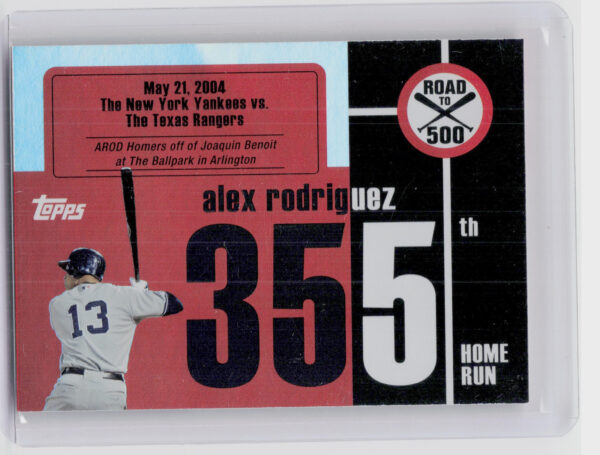 May 21, 2004
The New York Yankees vs.
The Texas Rangers
AROD Homers off of Joaquin Benoit
at The Ballpark in Arlington
ROAD
TO
500
Topps
alex rodriguez
355
th
HOME
RUN
13